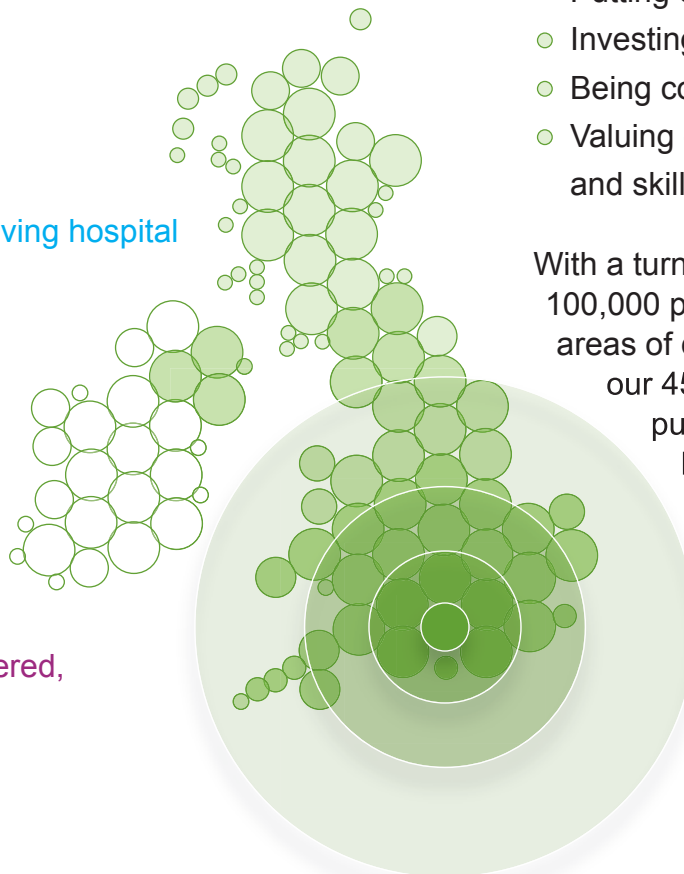 Investing
Being co
Valuing
and skill
ving hospital
With a turn
100,000 p
areas of
our 45
pu
ered,